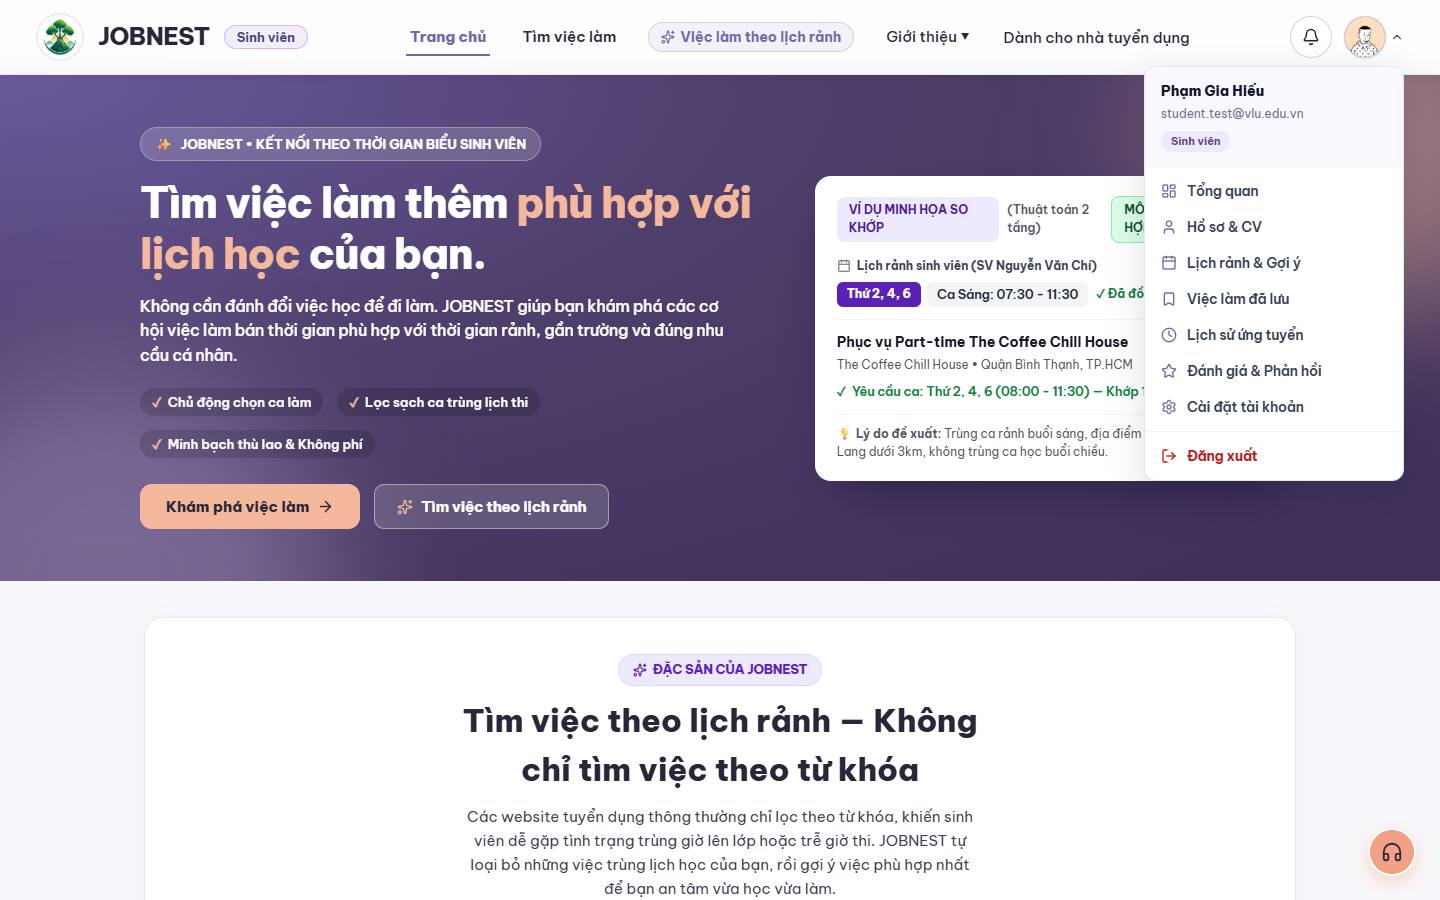 JOBNEST
Sinh viên
Trang chủ
Tìm việc làm
Việc làm theo lịch rảnh
Giới thiệu ▼
Dành cho nhà tuyển dụng
Phạm Gia Hiếu
student.test@vlu.edu.vn
Sinh viên
Tổng quan
Hồ sơ & CV
Lịch rảnh & Gợi ý
Việc làm đã lưu
Lịch sử ứng tuyển
Đánh giá & Phản hồi
Cài đặt tài khoản
Đăng xuất
✨ JOBNEST • KẾT NỐI THEO THỜI GIAN BIỂU SINH VIÊN
Tìm việc làm thêm phù hợp với
lịch học của bạn.
Không cần đánh đổi việc học để đi làm. JOBNEST giúp bạn khám phá các cơ
hội việc làm bán thời gian phù hợp với thời gian rảnh, gần trường và đúng nhu
cầu cá nhân.
✓ Chủ động chọn ca làm
✓ Lọc sạch ca trùng lịch thi
✓ Minh bạch thù lao & Không phí
Khám phá việc làm →
Tìm việc theo lịch rảnh
VÍ DỤ MINH HỌA SO
KHỚP
(Thuật toán 2
tầng)
Lịch rảnh sinh viên (SV Nguyễn Văn Chí)
Thứ 2, 4, 6
Ca Sáng: 07:30 - 11:30
✓ Đã
Phục vụ Part-time The Coffee Chill House
The Coffee Chill House • Quận Bình Thạnh, TP.HCM
✓ Yêu cầu ca: Thứ 2, 4, 6 (08:00 - 11:30) — Khớp
💡 Lý do đề xuất: Trùng ca rảnh buổi sáng, địa điểm
Lang dưới 3km, không trùng ca học buổi chiều.
ĐẶC SẢN CỦA JOBNEST
Tìm việc theo lịch rảnh — Không
chỉ tìm việc theo từ khóa
Các website tuyển dụng thông thường chỉ lọc theo từ khóa, khiến sinh
viên dễ gặp tình trạng trùng giờ lên lớp hoặc trễ giờ thi. JOBNEST tự
loại bỏ những việc trùng lịch học của bạn, rồi gợi ý việc phù hợp nhất
để bạn an tâm vừa học vừa làm.